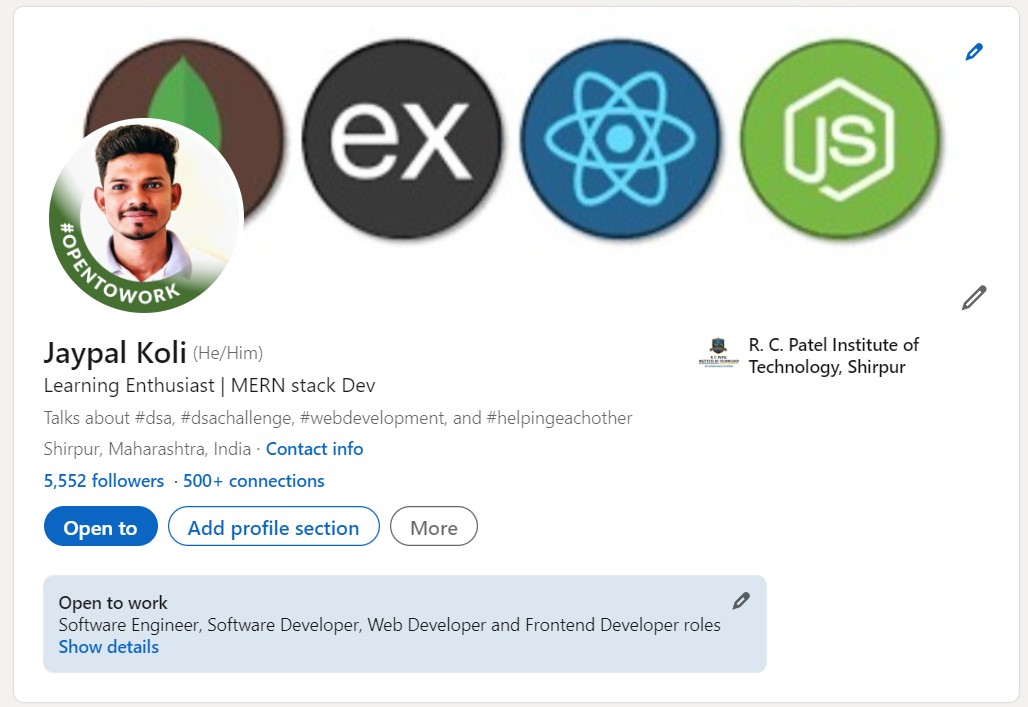 ex
JS
#OPENTOWORK
Jaypal Koli (He/Him)
Learning Enthusiast | MERN stack Dev
Talks about #dsa, #dsachallenge, #webdevelopment, and #helpingeachother
Shirpur, Maharashtra, India · Contact info
5,552 followers · 500+ connections
R. C. Patel Institute of
Technology, Shirpur
Open to
Add profile section
More
Open to work
Software Engineer, Software Developer, Web Developer and Frontend Developer roles
Show details